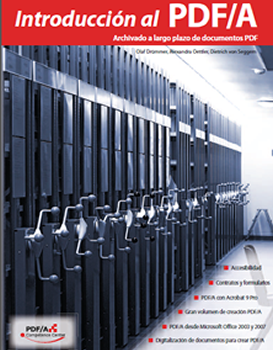 Introducción al PDF/A
Archivado a largo plazo de documentos PDF
Olaf Drümmer, Alexandra Oettler, Dietrich von Seggern
Accesibilidad
Contratos y formularios
PDF/A con Acrobat 9 Pro
Gran volumen de creación PDF/A
PDF/A desde Microsoft Office 2003 y 2007
Digitalización de documentos para crear PDF/A
PDF/A
Competence Center